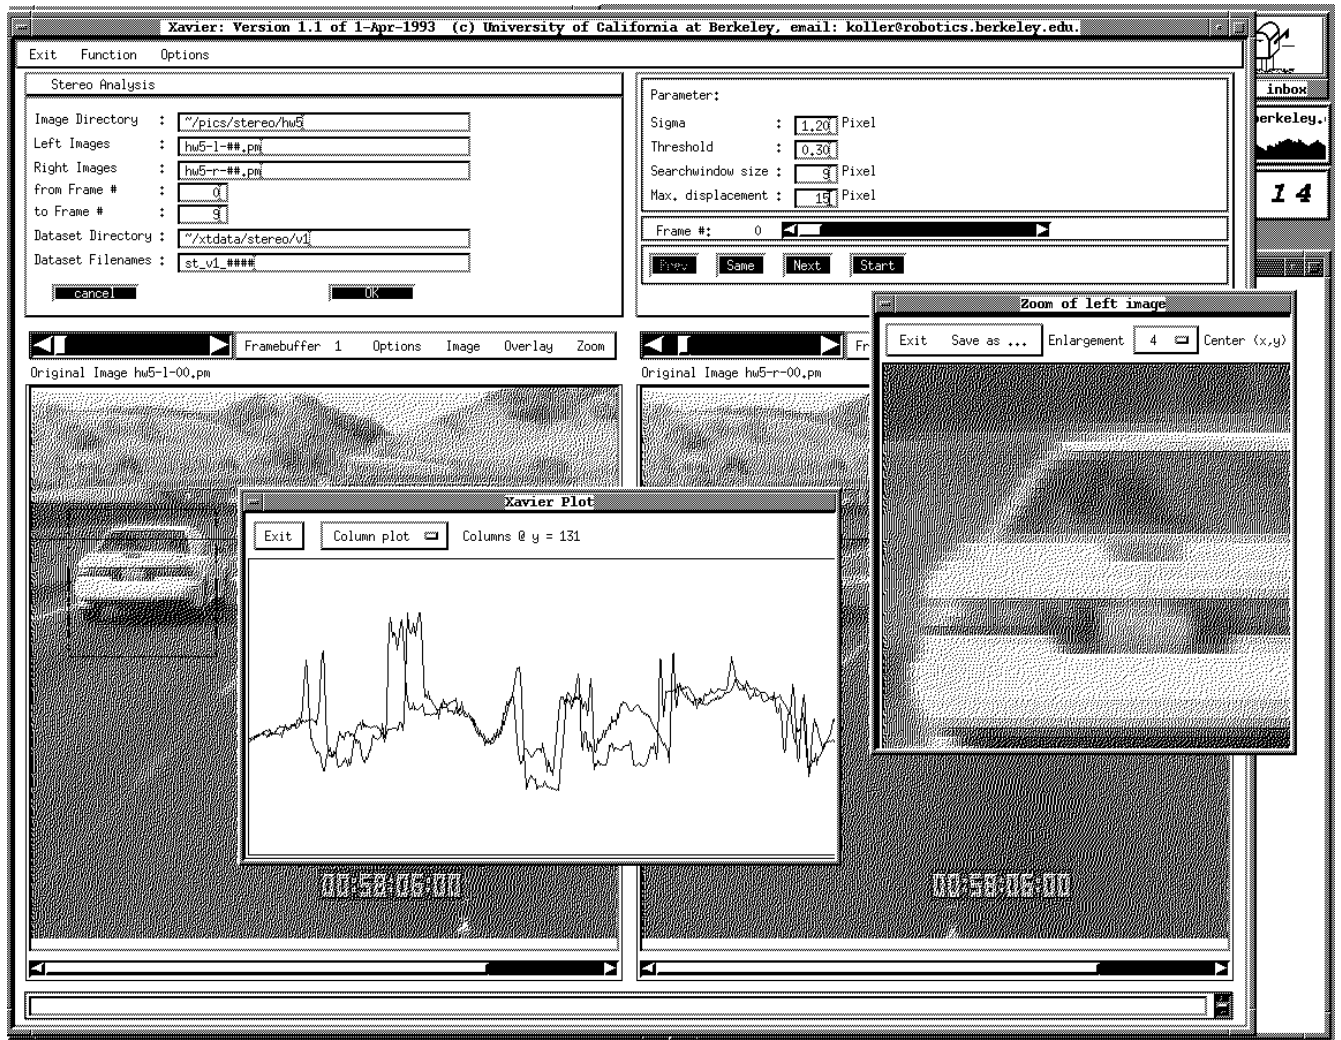 Xavier: Version 1.1 of 1-Apr-1993 (c) University of California at Berkeley, email: koller@robotics.berkeley.edu.
Exit Function Options
Stereo Analysis
Image Directory : ~/pics/stereo/hw5
Left Images : hw5-l-##.pm
Right Images : hw5-r-##.pm
from Frame # : 0
to Frame # : 9
Dataset Directory : ~/xtdata/stereo/v1
Dataset Filenames : st_v1_####
cancel OK
Parameter:
Sigma : 1.20 Pixel
Threshold : 0.30
Searchwindow size : 9 Pixel
Max. displacement : 15 Pixel
Frame #: 0
Prev Same Next Start
inbox
erkeley.
14
Framebuffer 1 Options Image Overlay Zoom
Original Image hw5-l-00.pm
Fr
Original Image hw5-r-00.pm
Zoom of left image
Exit Save as ... Enlargement 4 Center (x,y)
Xavier Plot
Exit Column plot Columns @ y = 131
00:58:06:00
00:58:06:00